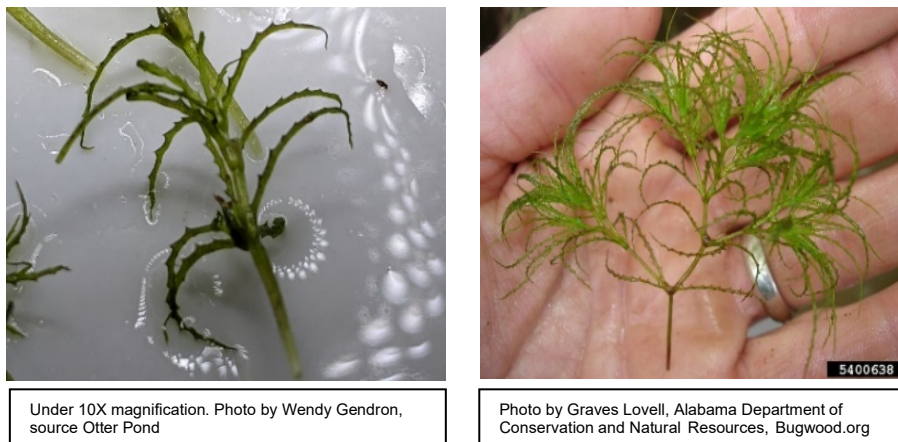 5400638
Under 10X magnification. Photo by Wendy Gendron,
source Otter Pond
Photo by Graves Lovell, Alabama Department of
Conservation and Natural Resources, Bugwood.org